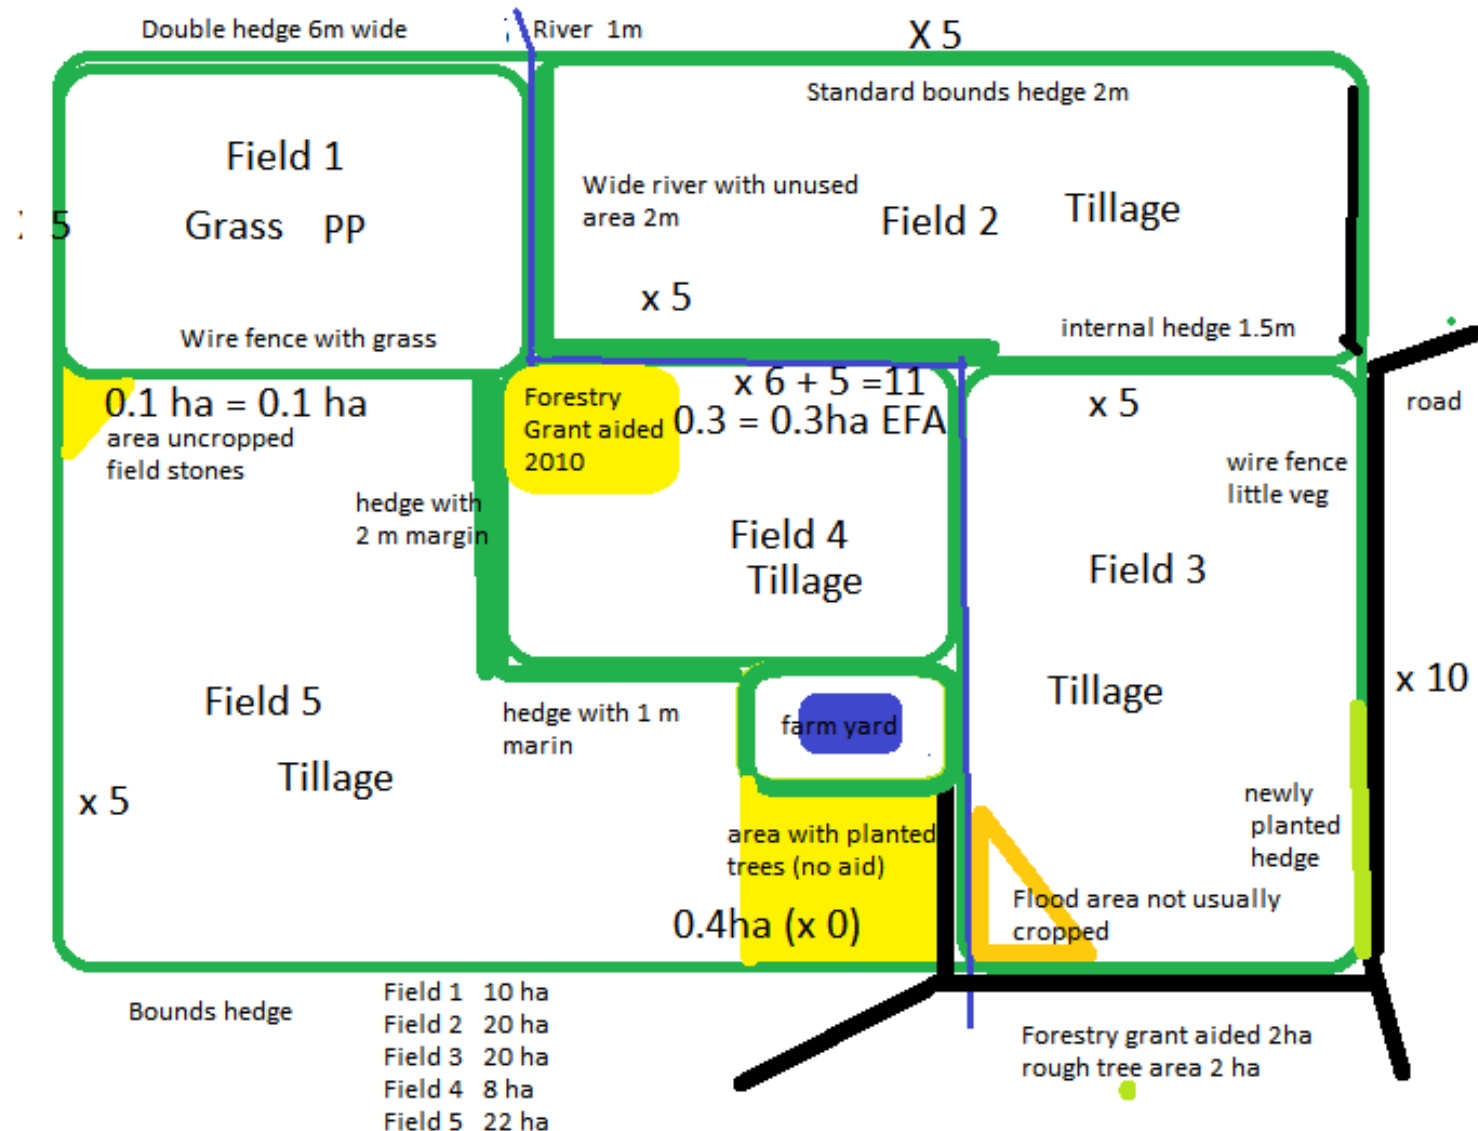 Double hedge 6m wide
River 1m
X 5
Standard bounds hedge 2m
Field 1
Grass PP
5
Wide river with unused
area 2m
Field 2
Tillage
x 5
Wire fence with grass
internal hedge 1.5m
0.1 ha = 0.1 ha
area uncropped
field stones
Forestry
Grant aided
2010
x 6 + 5 =11
0.3 = 0.3ha EFA
x 5
road
wire fence
little veg
hedge with
2 m margin
Field 4
Tillage
Field 3
Tillage
x 10
Field 5
Tillage
x 5
hedge with 1 m
marin
farm yard
newly
planted
hedge
area with planted
trees (no aid)
0.4ha (x 0)
Flood area not usually
cropped
Bounds hedge
Field 1 10 ha
Field 2 20 ha
Field 3 20 ha
Field 4 8 ha
Field 5 22 ha
Forestry grant aided 2ha
rough tree area 2 ha